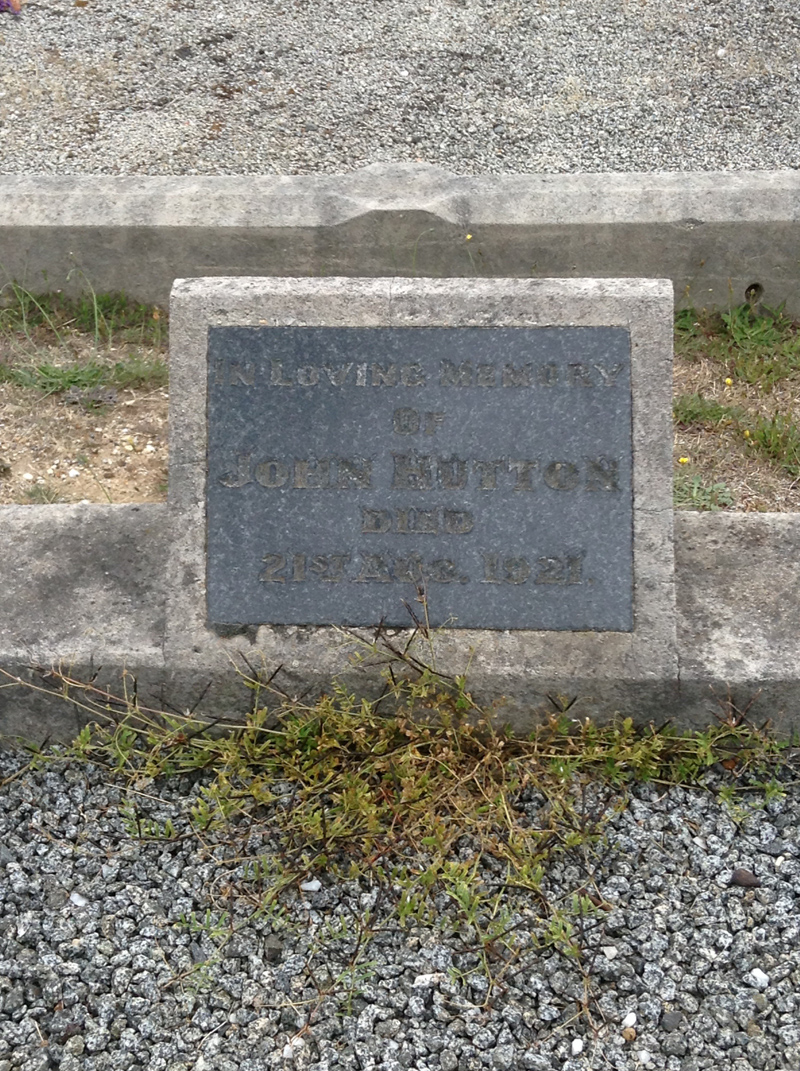 IN LOVING MEMORY
OF
JOHN HUTTON
DIED
21ST AUG. 1921.